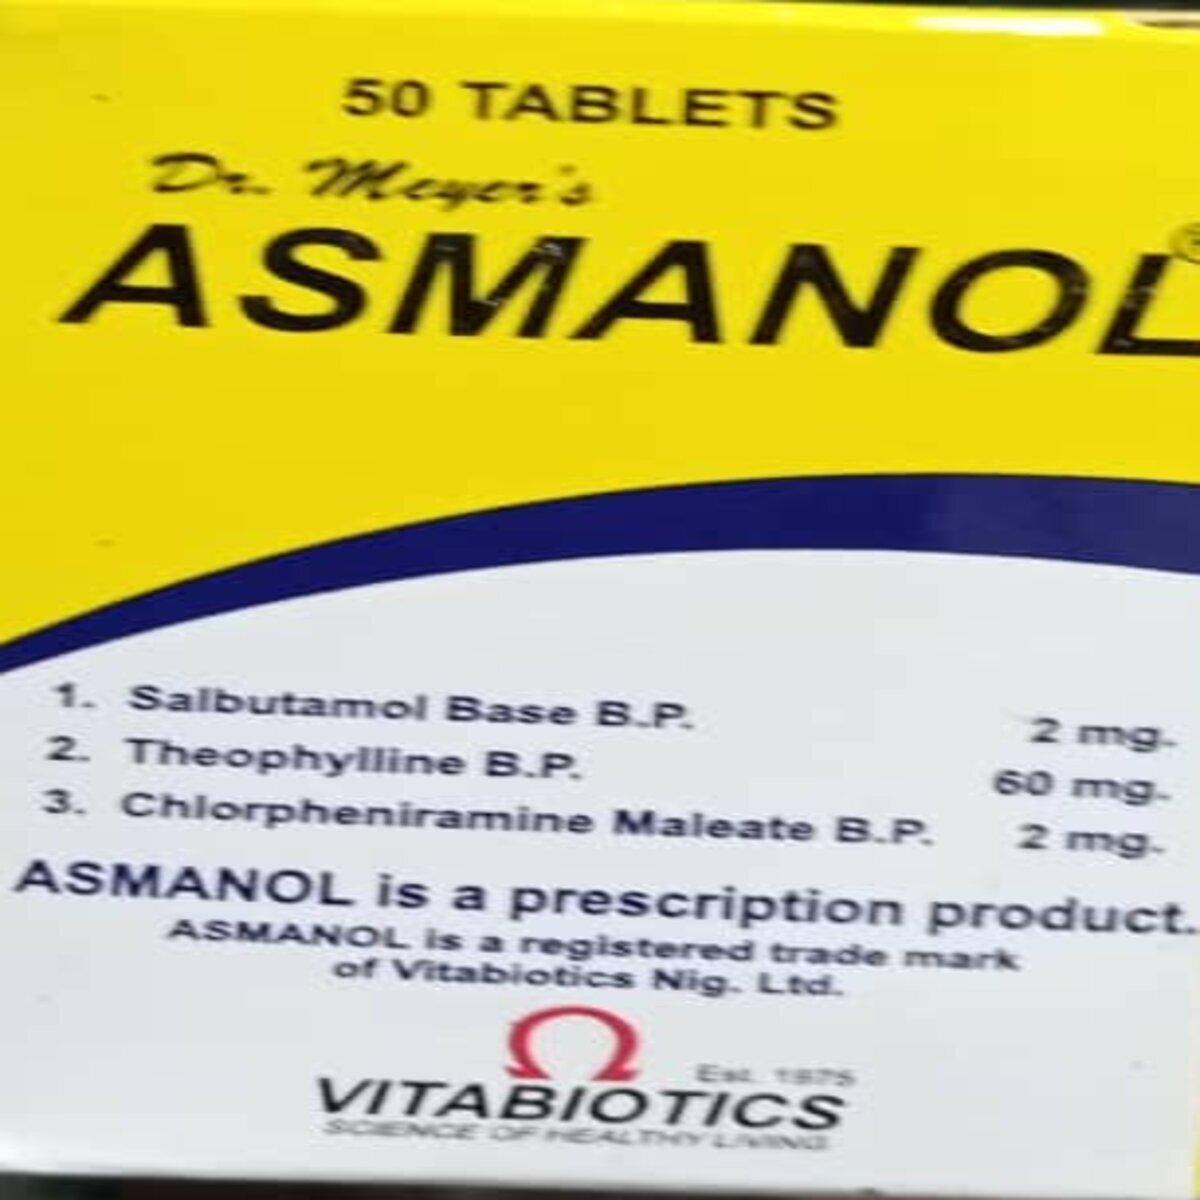 50 TABLETS
Dr. Meyer's
ASMANOL
1. Salbutamol Base B.P. 2 mg.
2. Theophylline B.P. 60 mg.
3. Chlorpheniramine Maleate B.P. 2 mg.
ASMANOL is a prescription product.
ASMANOL is a registered trade mark
of Vitabiotics Nig. Ltd.
Est. 1975
VITABIOTICS
SCIENCE OF HEALTHY LIVING